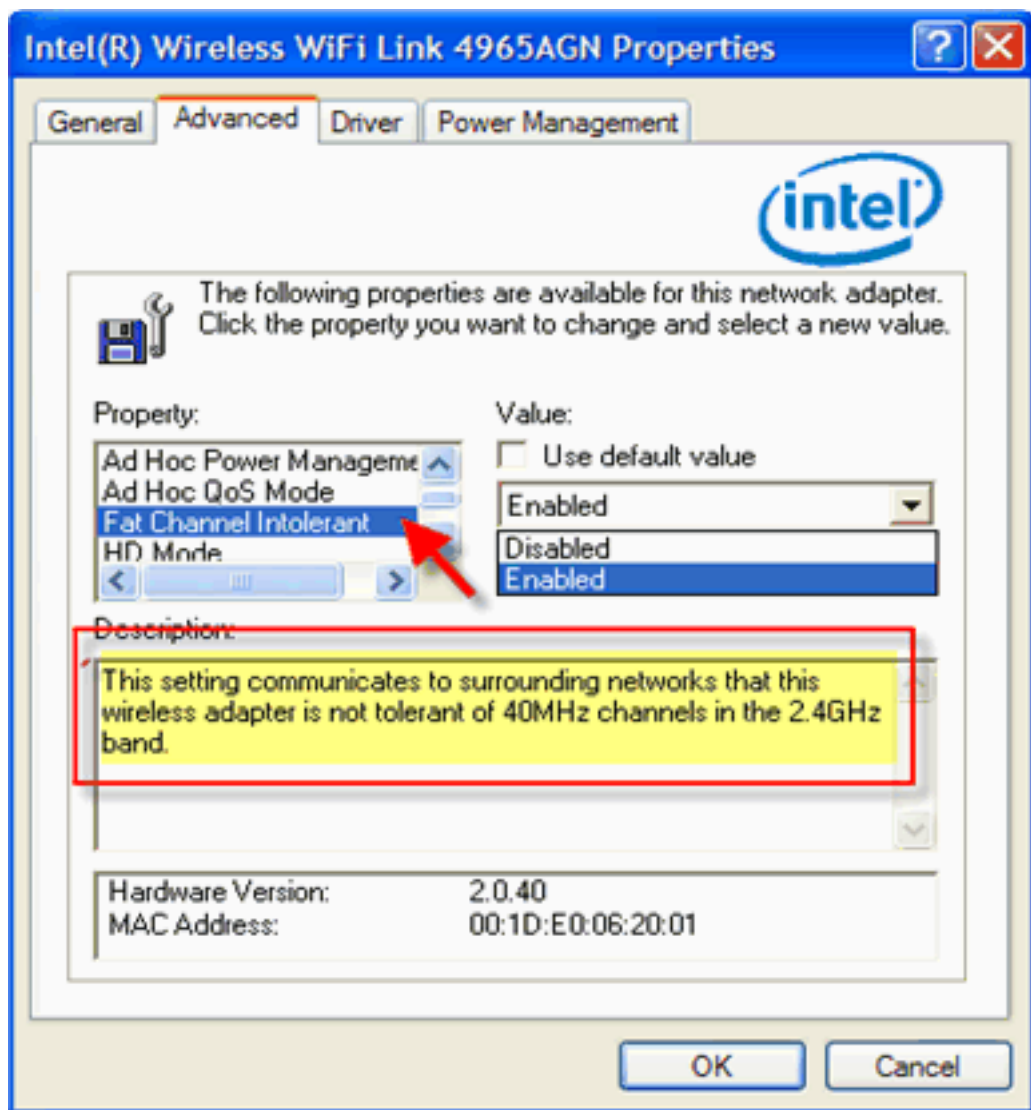 Intel(R) Wireless WiFi Link 4965AGN Properties
General Advanced Driver Power Management
intel
The following properties are available for this network adapter.
Click the property you want to change and select a new value.
Property:
Ad Hoc Power Manageme
Ad Hoc QoS Mode
Fat Channel Intolerant
HD Mode
Value:
Use default value
Enabled
Disabled
Enabled
Description:
This setting communicates to surrounding networks that this
wireless adapter is not tolerant of 40MHz channels in the 2.4GHz
band.
Hardware Version: 2.0.40
MAC Address: 00:1D:E0:06:20:01
OK Cancel